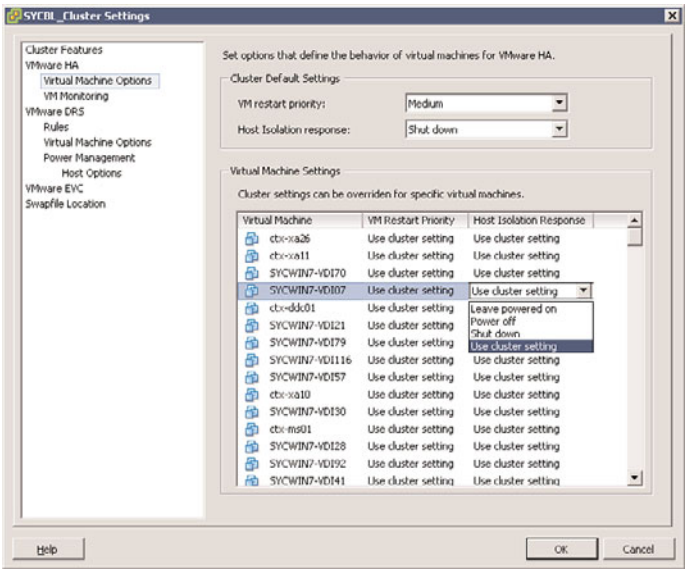 SYCBL_Cluster Settings
Cluster Features
VMware HA
Virtual Machine Options
VM Monitoring
VMware DRS
Rules
Virtual Machine Options
Power Management
Host Options
VMware EVC
Swapfile Location
Set options that define the behavior of virtual machines for VMware HA.
Cluster Default Settings
VM restart priority: Medium
Host Isolation response: Shut down
Virtual Machine Settings
Cluster settings can be overriden for specific virtual machines.
Virtual Machine VM Restart Priority Host Isolation Response
ctx-xa26 Use cluster setting Use cluster setting
ctx-xa11 Use cluster setting Use cluster setting
SYCWIN7-VDI70 Use cluster setting Use cluster setting
SYCWIN7-VDI07 Use cluster setting Use cluster setting
ctx-ddc01 Use cluster setting Leave powered on
SYCWIN7-VDI21 Use cluster setting Power off
Shut down
SYCWIN7-VDI79 Use cluster setting Use cluster setting
SYCWIN7-VDI116 Use cluster setting Use cluster setting
SYCWIN7-VDI57 Use cluster setting Use cluster setting
ctx-xa10 Use cluster setting Use cluster setting
SYCWIN7-VDI30 Use cluster setting Use cluster setting
ctx-ms01 Use cluster setting Use cluster setting
SYCWIN7-VDI28 Use cluster setting Use cluster setting
SYCWIN7-VDI92 Use cluster setting Use cluster setting
SYCWIN7-VDI41 Use cluster setting Use cluster setting
Help OK Cancel